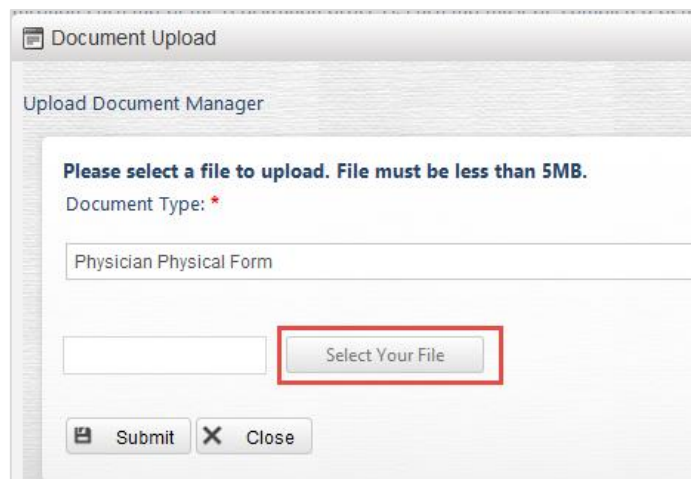 Document Upload
Upload Document Manager
Please select a file to upload. File must be less than 5MB.
Document Type: *
Physician Physical Form
Select Your File
Submit Close